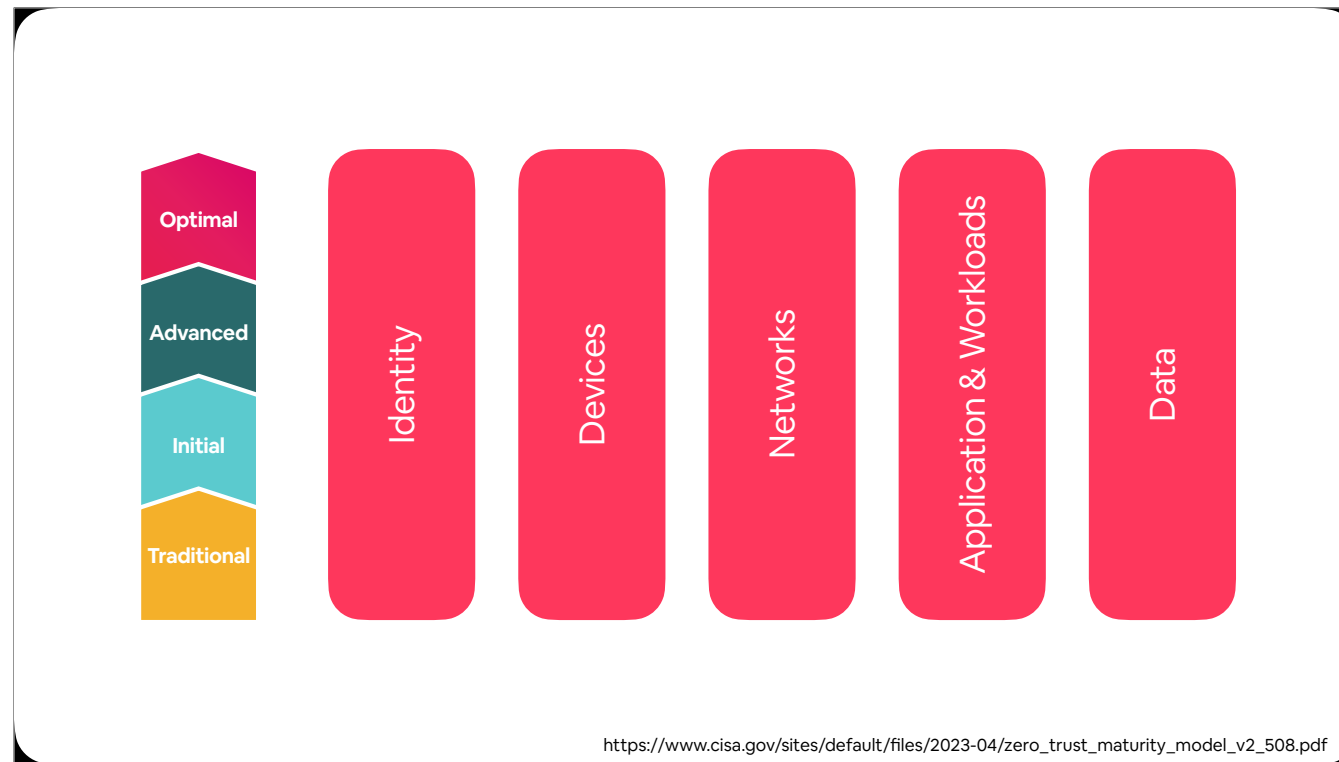 Optimal
Advanced
Initial
Traditional
Identity
Devices
Networks
Application & Workloads
Data
https://www.cisa.gov/sites/default/files/2023-04/zero_trust_maturity_model_v2_508.pdf